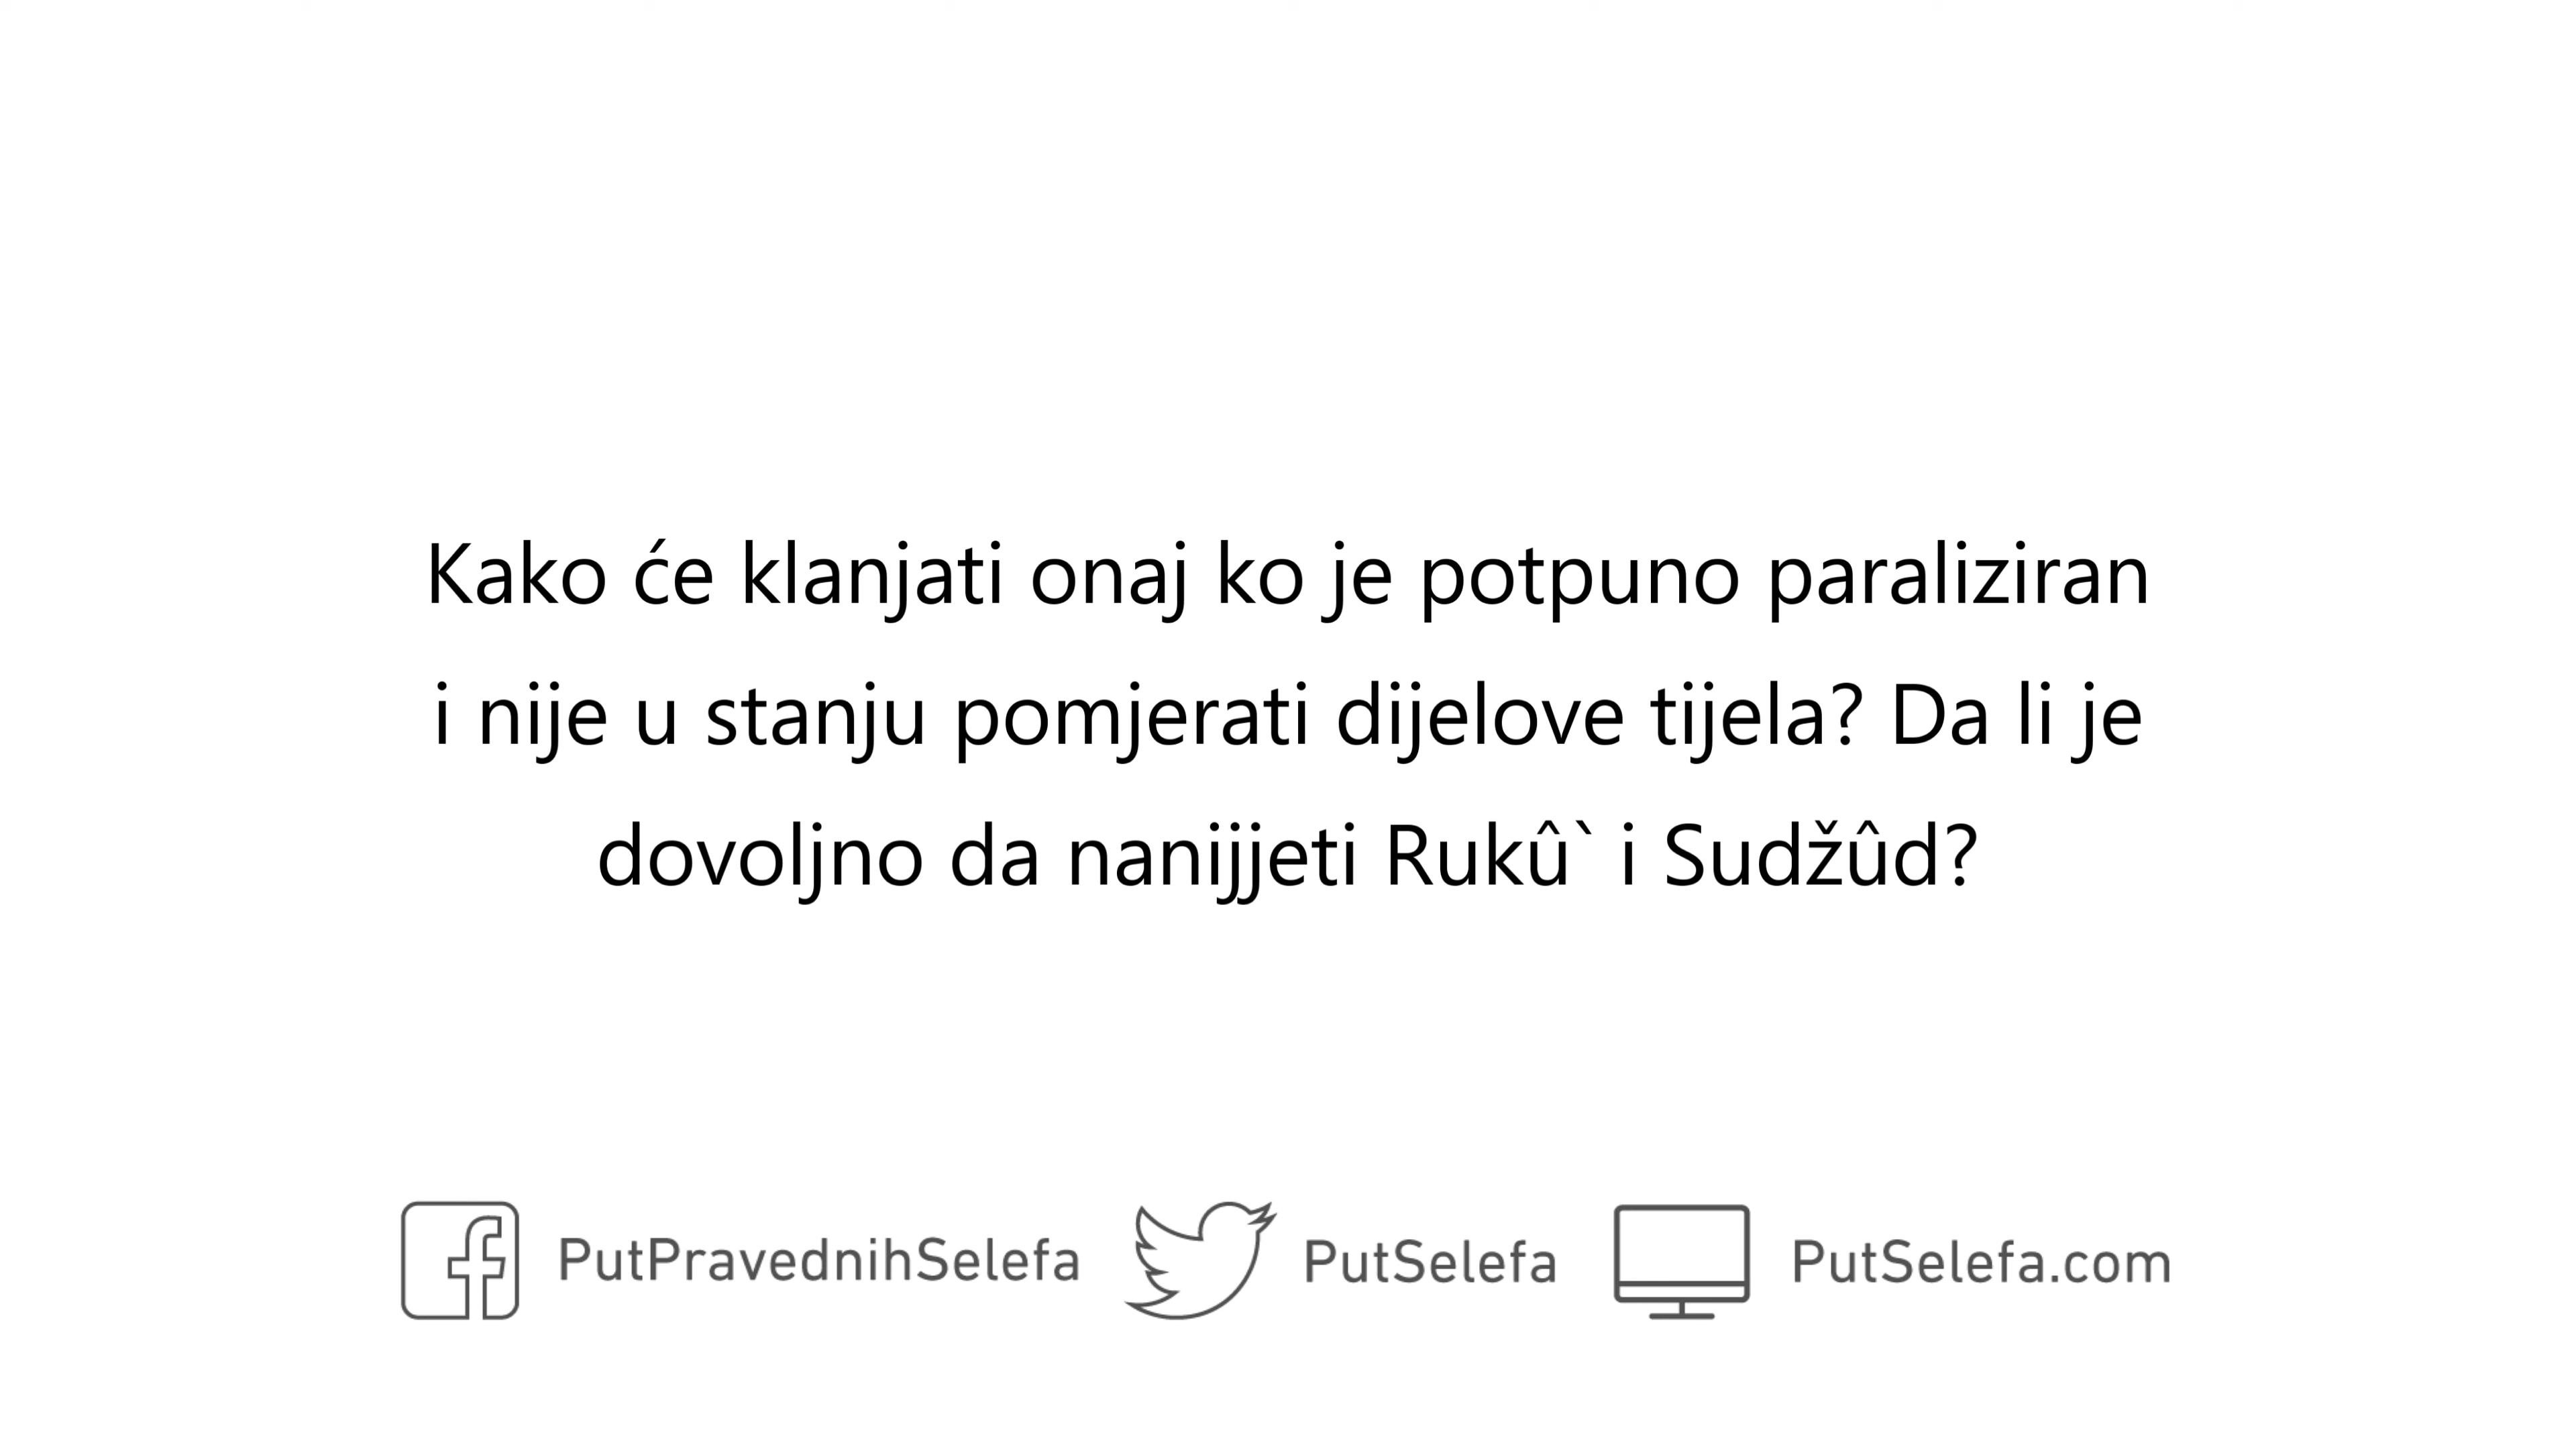 Kako će klanjati onaj ko je potpuno paraliziran
i nije u stanju pomjerati dijelove tijela? Da li je
dovoljno da nanijjeti Rukû` i Sudžûd?
PutPravednihSelefa PutSelefa PutSelefa.com